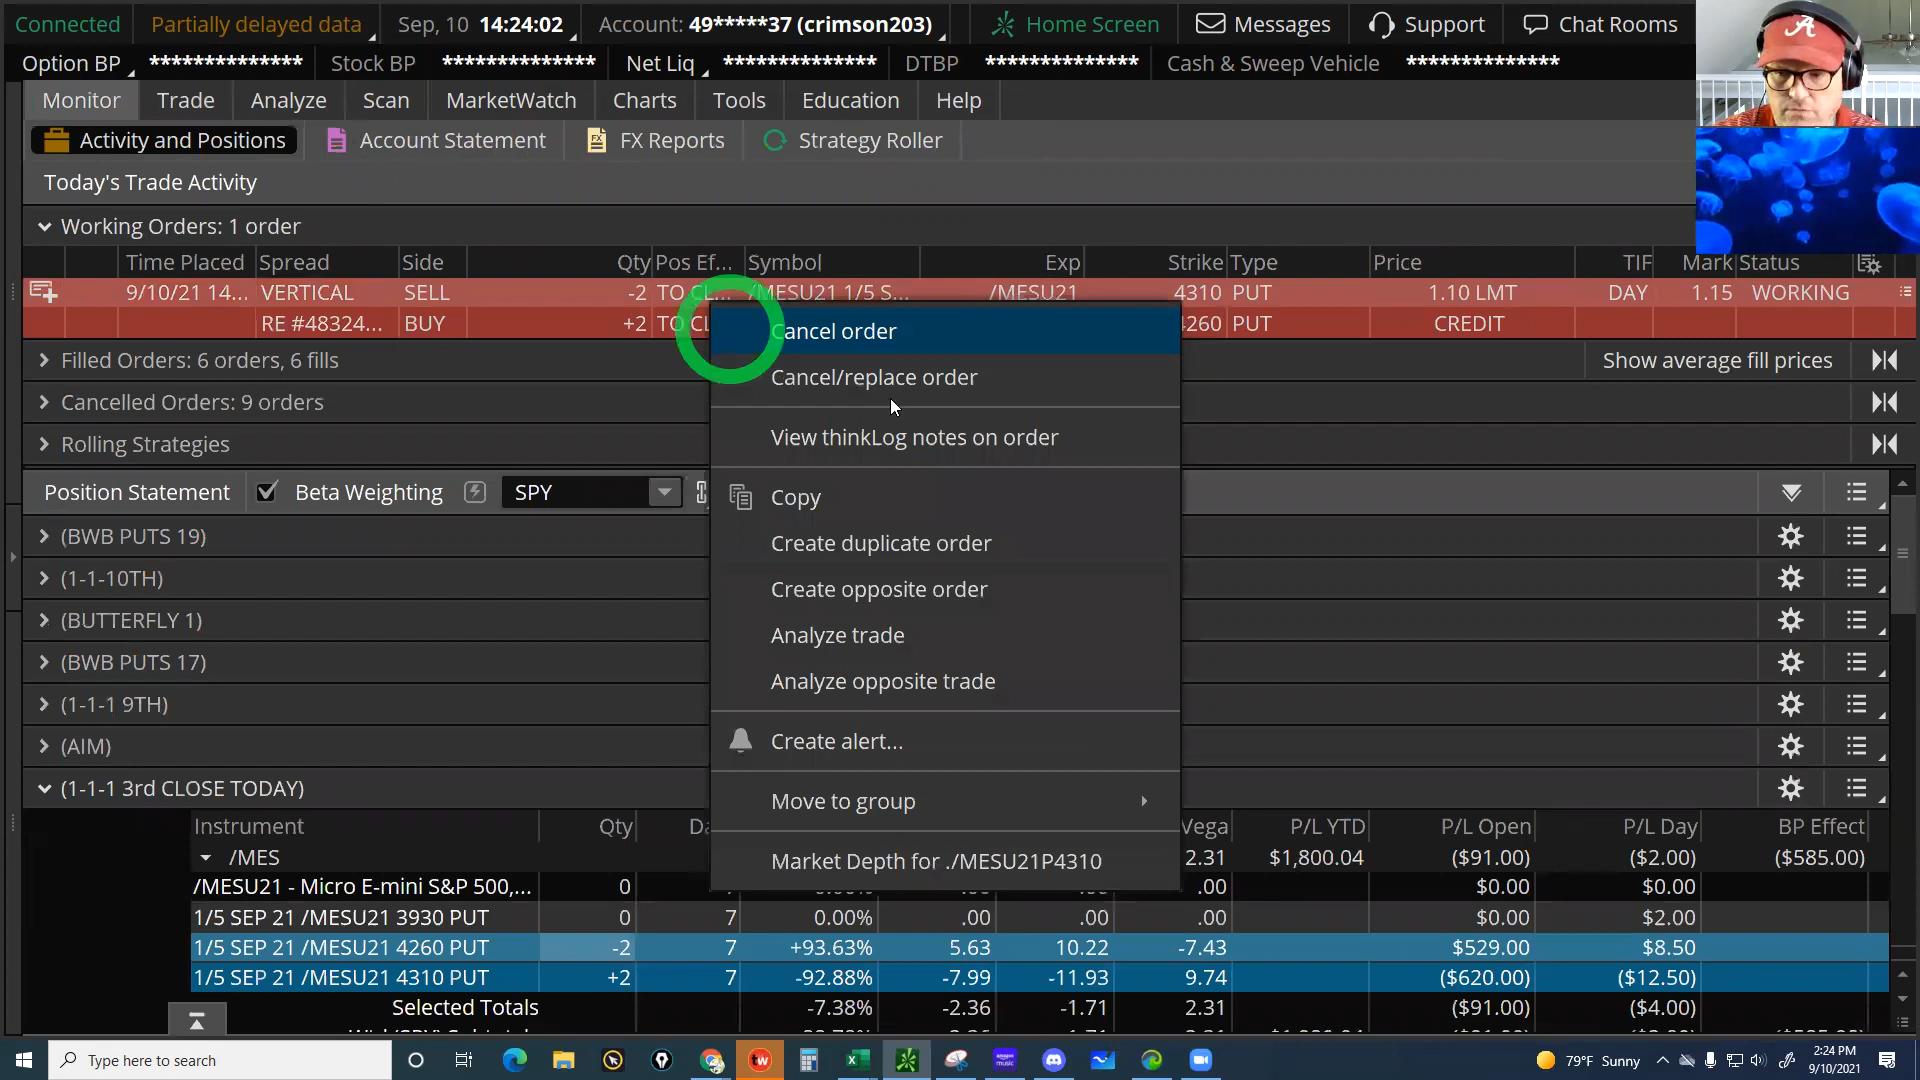 Connected Partially delayed data Sep, 10 14:24:02 Account: 49*****37 (crimson203) Home Screen Messages Support Chat Rooms
Option BP ************** Stock BP ************** Net Liq ************** DTBP ************** Cash & Sweep Vehicle **************
Monitor Trade Analyze Scan MarketWatch Charts Tools Education Help
Activity and Positions Account Statement FX Reports Strategy Roller
Today's Trade Activity
Working Orders: 1 order
Time Placed Spread Side Qty Pos Ef... Symbol Exp Strike Type Price TIF Mark Status
9/10/21 14... VERTICAL SELL -2 TO CL... /MESU21 1/5 S... /MESU21 4310 PUT 1.10 LMT DAY 1.15 WORKING
RE #48324... BUY +2 TO 4260 PUT CREDIT
Cancel order
Filled Orders: 6 orders, 6 fills Show average fill prices
Cancel/replace order
Cancelled Orders: 9 orders
Rolling Strategies
View thinkLog notes on order
Position Statement Beta Weighting SPY
Copy
(BWB PUTS 19)
Create duplicate order
(1-1-10TH)
Create opposite order
(BUTTERFLY 1)
Analyze trade
(BWB PUTS 17)
Analyze opposite trade
(1-1-1 9TH)
(AIM)
Create alert...
(1-1-1 3rd CLOSE TODAY)
Move to group
Instrument Qty Vega P/L YTD P/L Open P/L Day BP Effect
/MES 2.31 $1,800.04 ($91.00) ($2.00) ($585.00)
Market Depth for ./MESU21P4310
/MESU21 - Micro E-mini S&P 500,... 0 .00 $0.00 $0.00
1/5 SEP 21 /MESU21 3930 PUT 0 7 0.00% .00 .00 .00 $0.00 $2.00
1/5 SEP 21 /MESU21 4260 PUT -2 7 +93.63% 5.63 10.22 -7.43 $529.00 $8.50
1/5 SEP 21 /MESU21 4310 PUT +2 7 -92.88% -7.99 -11.93 9.74 ($620.00) ($12.50)
Selected Totals -7.38% -2.36 -1.71 2.31 ($91.00) ($4.00)
Type here to search
79°F Sunny
2:24 PM
9/10/2021